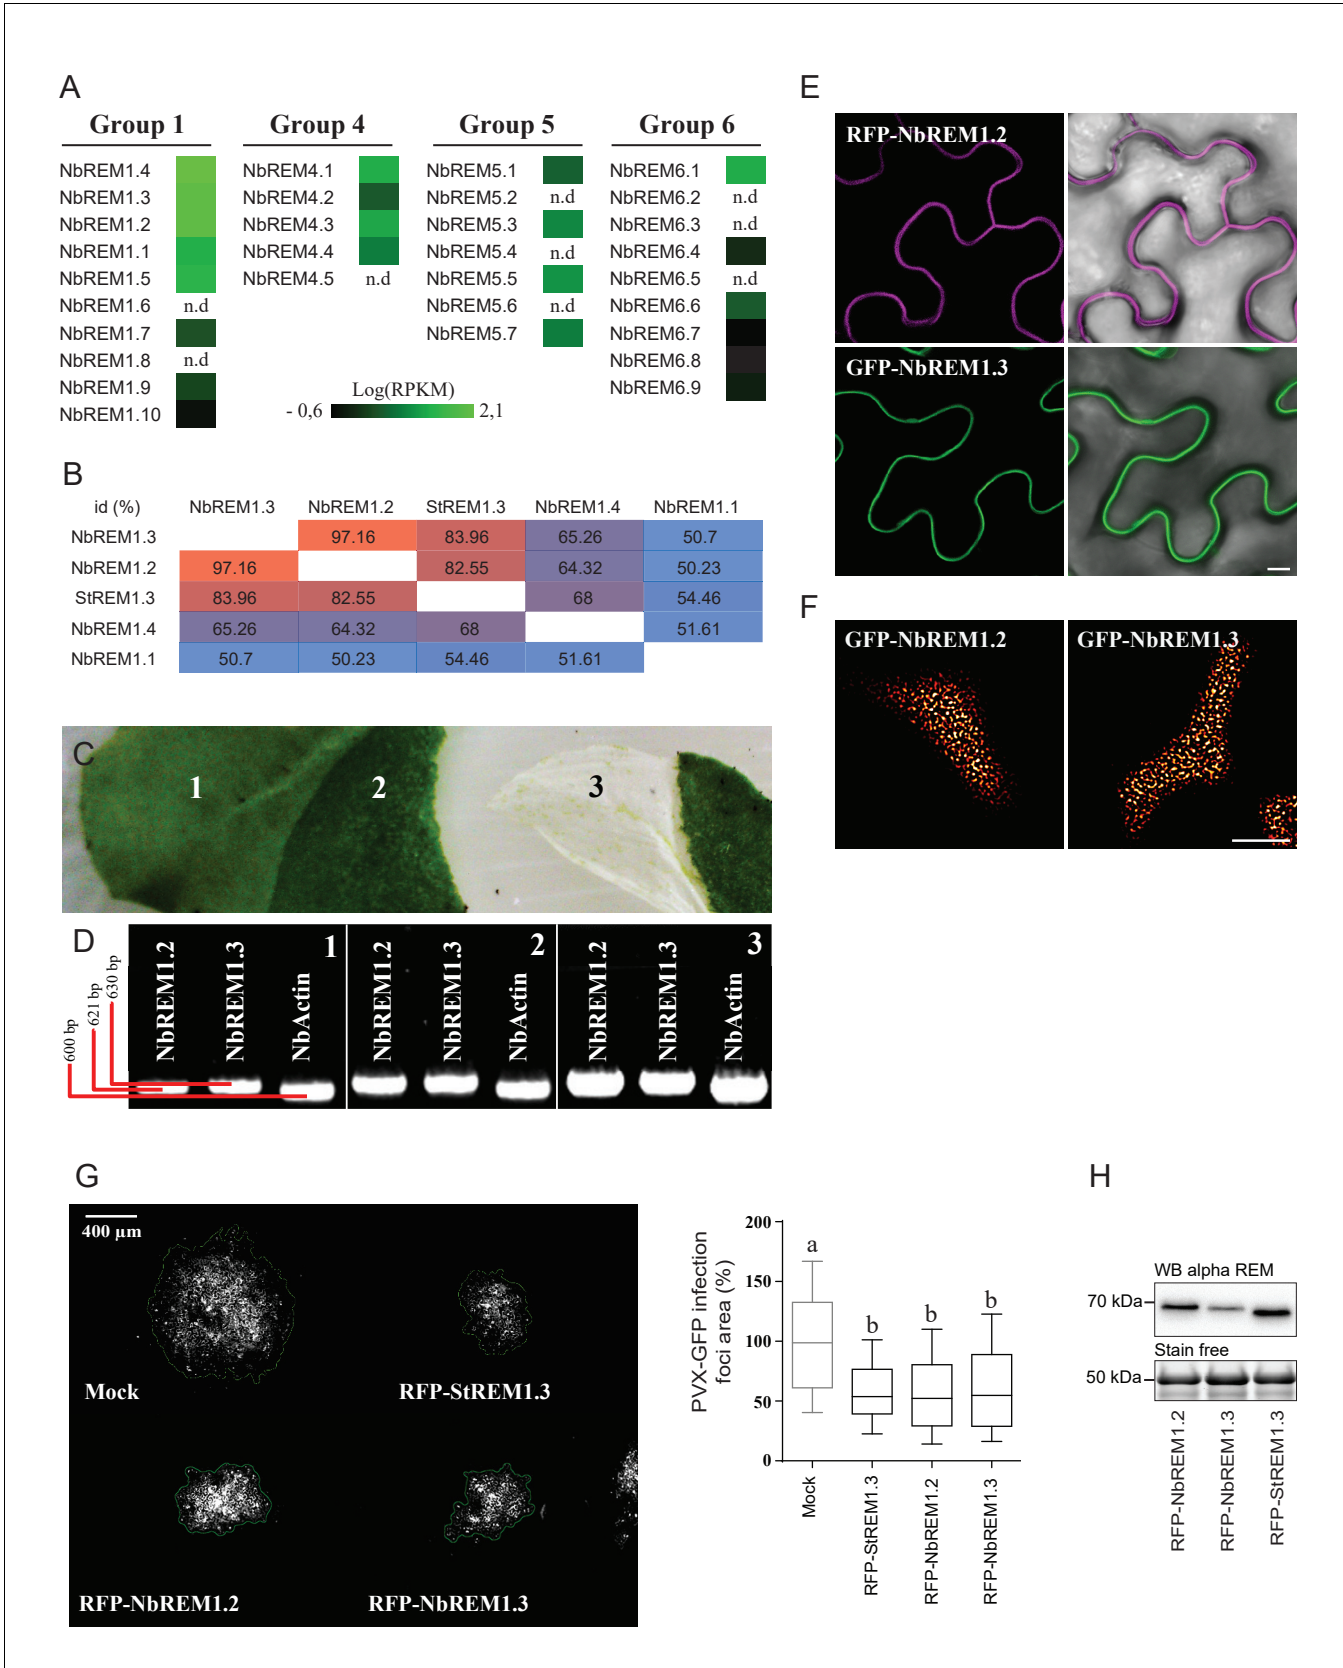 A
Group 1
NbREM1.4
NbREM1.3
NbREM1.2
NbREM1.1
NbREM1.5
NbREM1.6 n.d
NbREM1.7
NbREM1.8 n.d
NbREM1.9
NbREM1.10
Group 4
NbREM4.1
NbREM4.2
NbREM4.3
NbREM4.4
NbREM4.5 n.d
Group 5
NbREM5.1
NbREM5.2 n.d
NbREM5.3
NbREM5.4 n.d
NbREM5.5
NbREM5.6 n.d
NbREM5.7
Group 6
NbREM6.1
NbREM6.2 n.d
NbREM6.3 n.d
NbREM6.4
NbREM6.5 n.d
NbREM6.6
NbREM6.7
NbREM6.8
NbREM6.9
Log(RPKM)
- 0,6 2,1
B
id (%) NbREM1.3 NbREM1.2 StREM1.3 NbREM1.4 NbREM1.1
NbREM1.3 97.16 83.96 65.26 50.7
NbREM1.2 97.16 82.55 64.32 50.23
StREM1.3 83.96 82.55 68 54.46
NbREM1.4 65.26 64.32 68 51.61
NbREM1.1 50.7 50.23 54.46 51.61
C
1 2 3
D
600 bp
621 bp
630 bp
NbREM1.2
NbREM1.3
NbActin
1
NbREM1.2
NbREM1.3
NbActin
2
NbREM1.2
NbREM1.3
NbActin
3
E
RFP-NbREM1.2
GFP-NbREM1.3
F
GFP-NbREM1.2
GFP-NbREM1.3
G
400 µm
Mock
RFP-StREM1.3
RFP-NbREM1.2
RFP-NbREM1.3
PVX-GFP infection
foci area (%)
200
150
100
50
0
a
b
b
b
Mock
RFP-StREM1.3
RFP-NbREM1.2
RFP-NbREM1.3
H
WB alpha REM
70 kDa
Stain free
50 kDa
RFP-NbREM1.2
RFP-NbREM1.3
RFP-StREM1.3